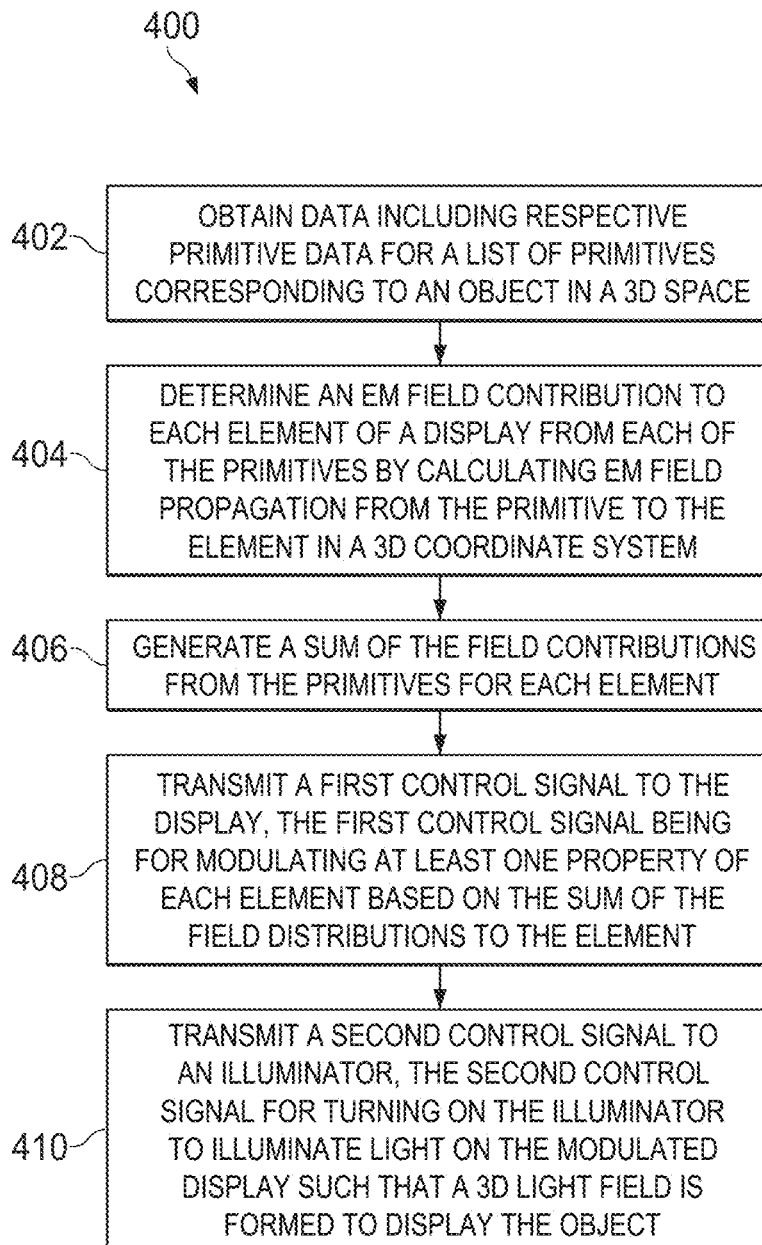 400
402
OBTAIN DATA INCLUDING RESPECTIVE
PRIMITIVE DATA FOR A LIST OF PRIMITIVES
CORRESPONDING TO AN OBJECT IN A 3D SPACE
404
DETERMINE AN EM FIELD CONTRIBUTION TO
EACH ELEMENT OF A DISPLAY FROM EACH OF
THE PRIMITIVES BY CALCULATING EM FIELD
PROPAGATION FROM THE PRIMITIVE TO THE
ELEMENT IN A 3D COORDINATE SYSTEM
406
GENERATE A SUM OF THE FIELD CONTRIBUTIONS
FROM THE PRIMITIVES FOR EACH ELEMENT
408
TRANSMIT A FIRST CONTROL SIGNAL TO THE
DISPLAY, THE FIRST CONTROL SIGNAL BEING
FOR MODULATING AT LEAST ONE PROPERTY OF
EACH ELEMENT BASED ON THE SUM OF THE
FIELD DISTRIBUTIONS TO THE ELEMENT
410
TRANSMIT A SECOND CONTROL SIGNAL TO
AN ILLUMINATOR, THE SECOND CONTROL
SIGNAL FOR TURNING ON THE ILLUMINATOR
TO ILLUMINATE LIGHT ON THE MODULATED
DISPLAY SUCH THAT A 3D LIGHT FIELD IS
FORMED TO DISPLAY THE OBJECT